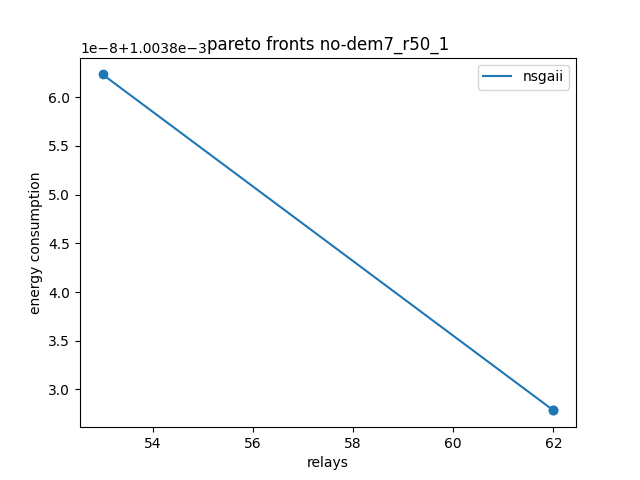 1e−8+1.0038e−3
pareto fronts no-dem7_r50_1
nsgaii
6.0
5.5
5.0
4.5
4.0
3.5
3.0
energy consumption
54
56
58
60
62
relays